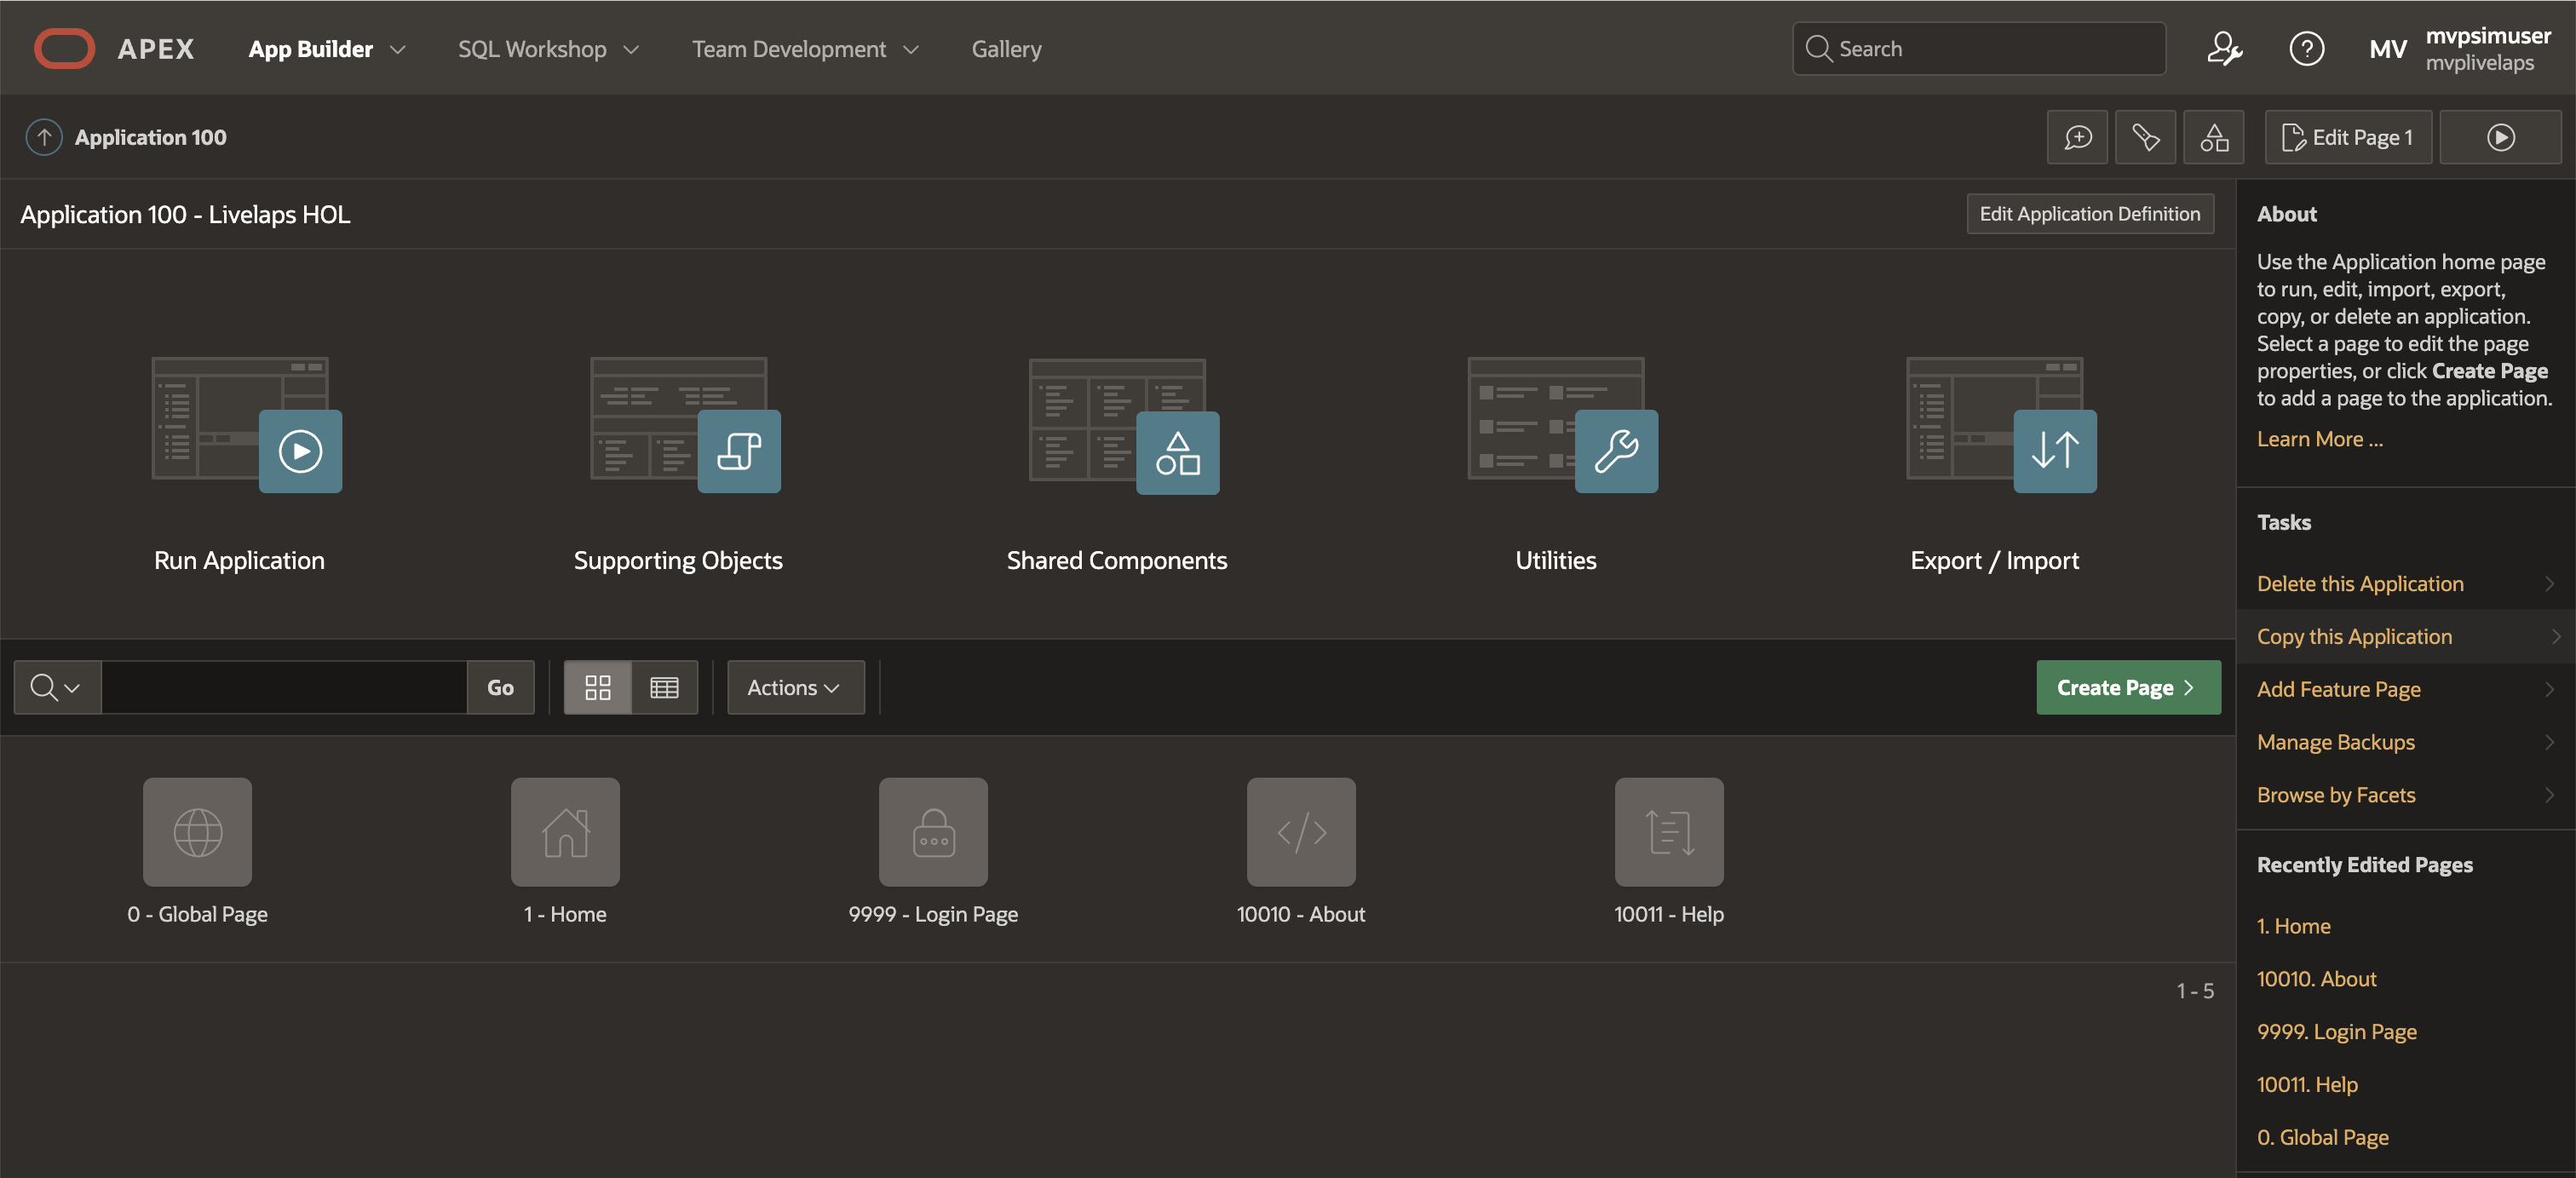 APEX App Builder SQL Workshop Team Development Gallery Search MV mvpsimuser
mvplivelaps
Application 100 Edit Page 1
Application 100 - Livelaps HOL Edit Application Definition
Run Application Supporting Objects Shared Components Utilities Export / Import
Go Actions Create Page
0 - Global Page 1 - Home 9999 - Login Page 10010 - About 10011 - Help
1 - 5
About
Use the Application home page
to run, edit, import, export,
copy, or delete an application.
Select a page to edit the page
properties, or click Create Page
to add a page to the application.
Learn More ...
Tasks
Delete this Application
Copy this Application
Add Feature Page
Manage Backups
Browse by Facets
Recently Edited Pages
1. Home
10010. About
9999. Login Page
10011. Help
0. Global Page